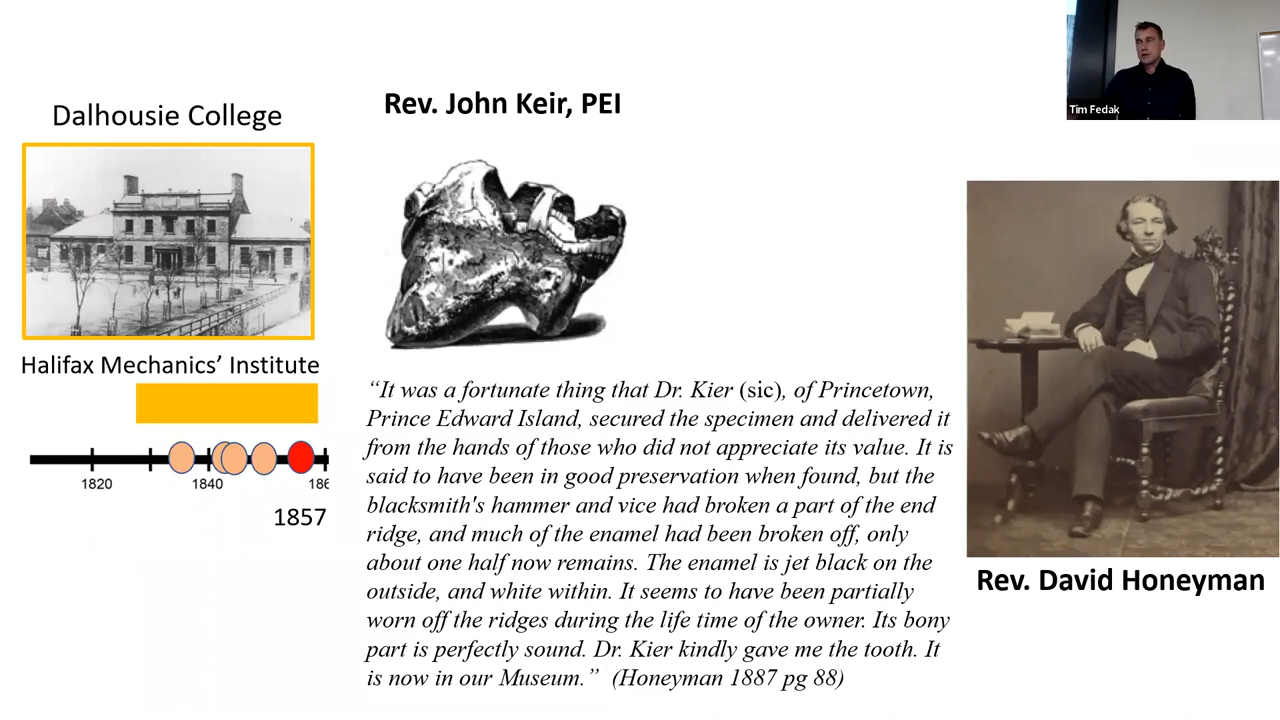 Tim Fedak
Dalhousie College
Rev. John Keir, PEI
Halifax Mechanics’ Institute
1820
1840
186
1857
“It was a fortunate thing that Dr. Kier (sic), of Princetown,
Prince Edward Island, secured the specimen and delivered it
from the hands of those who did not appreciate its value. It is
said to have been in good preservation when found, but the
blacksmith's hammer and vice had broken a part of the end
ridge, and much of the enamel had been broken off, only
about one half now remains. The enamel is jet black on the
outside, and white within. It seems to have been partially
worn off the ridges during the life time of the owner. Its bony
part is perfectly sound. Dr. Kier kindly gave me the tooth. It
is now in our Museum.” (Honeyman 1887 pg 88)
Rev. David Honeyman